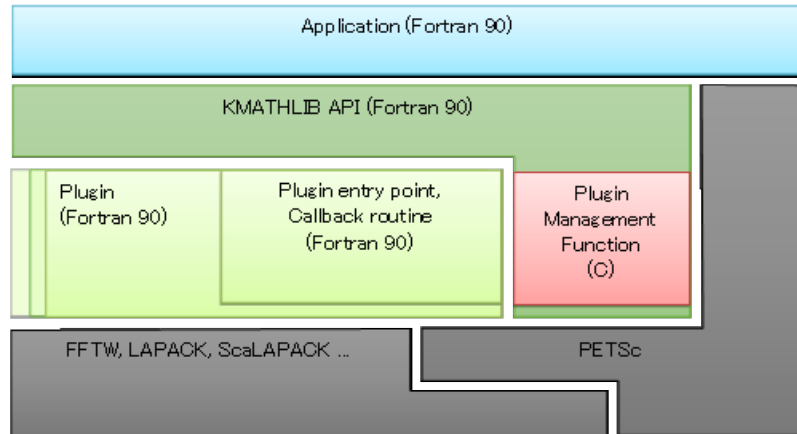 Application (Fortran 90)
KMATHLIB API (Fortran 90)
Plugin
(Fortran 90)
Plugin entry point,
Callback routine
(Fortran 90)
Plugin
Management
Function
(C)
FFTW, LAPACK, ScaLAPACK ...
PETSc